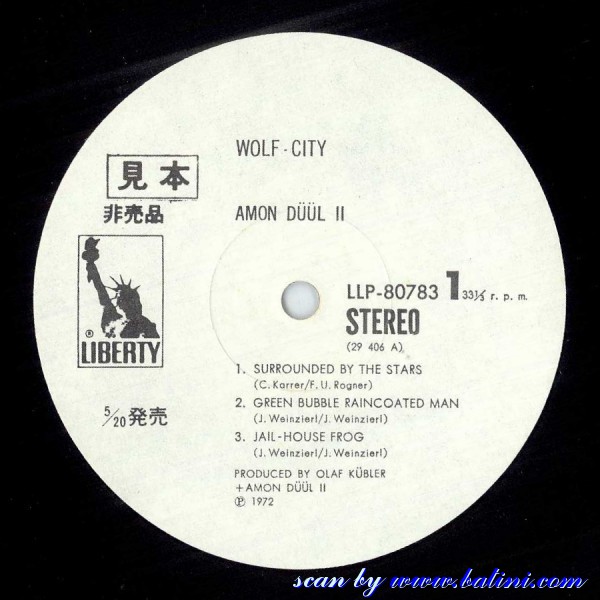 WOLF - CITY
見本
非売品
AMON DÜÜL II
® LIBERTY
5/20発売
LLP-80783 1 33⅓ r. p. m.
STEREO
(29 406 A)
1. SURROUNDED BY THE STARS
(C. Karrer/F. U. Rogner)
2. GREEN BUBBLE RAINCOATED MAN
(J. Weinzierl/J. Weinzierl)
3. JAIL-HOUSE FROG
(J. Weinzierl/J. Weinzierl)
PRODUCED BY OLAF KÜBLER
+ AMON DÜÜL II
℗ 1972
scan by www.batini.com